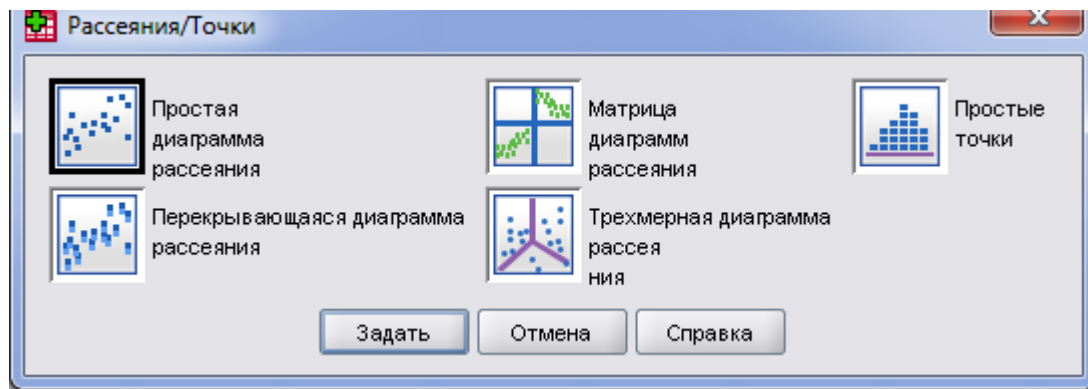 Рассеяния/Точки
Простая
диаграмма
рассеяния
Матрица
диаграмм
рассеяния
Простые
точки
Перекрывающаяся диаграмма
рассеяния
Трехмерная диаграмма
рассея
ния
Задать
Отмена
Справка